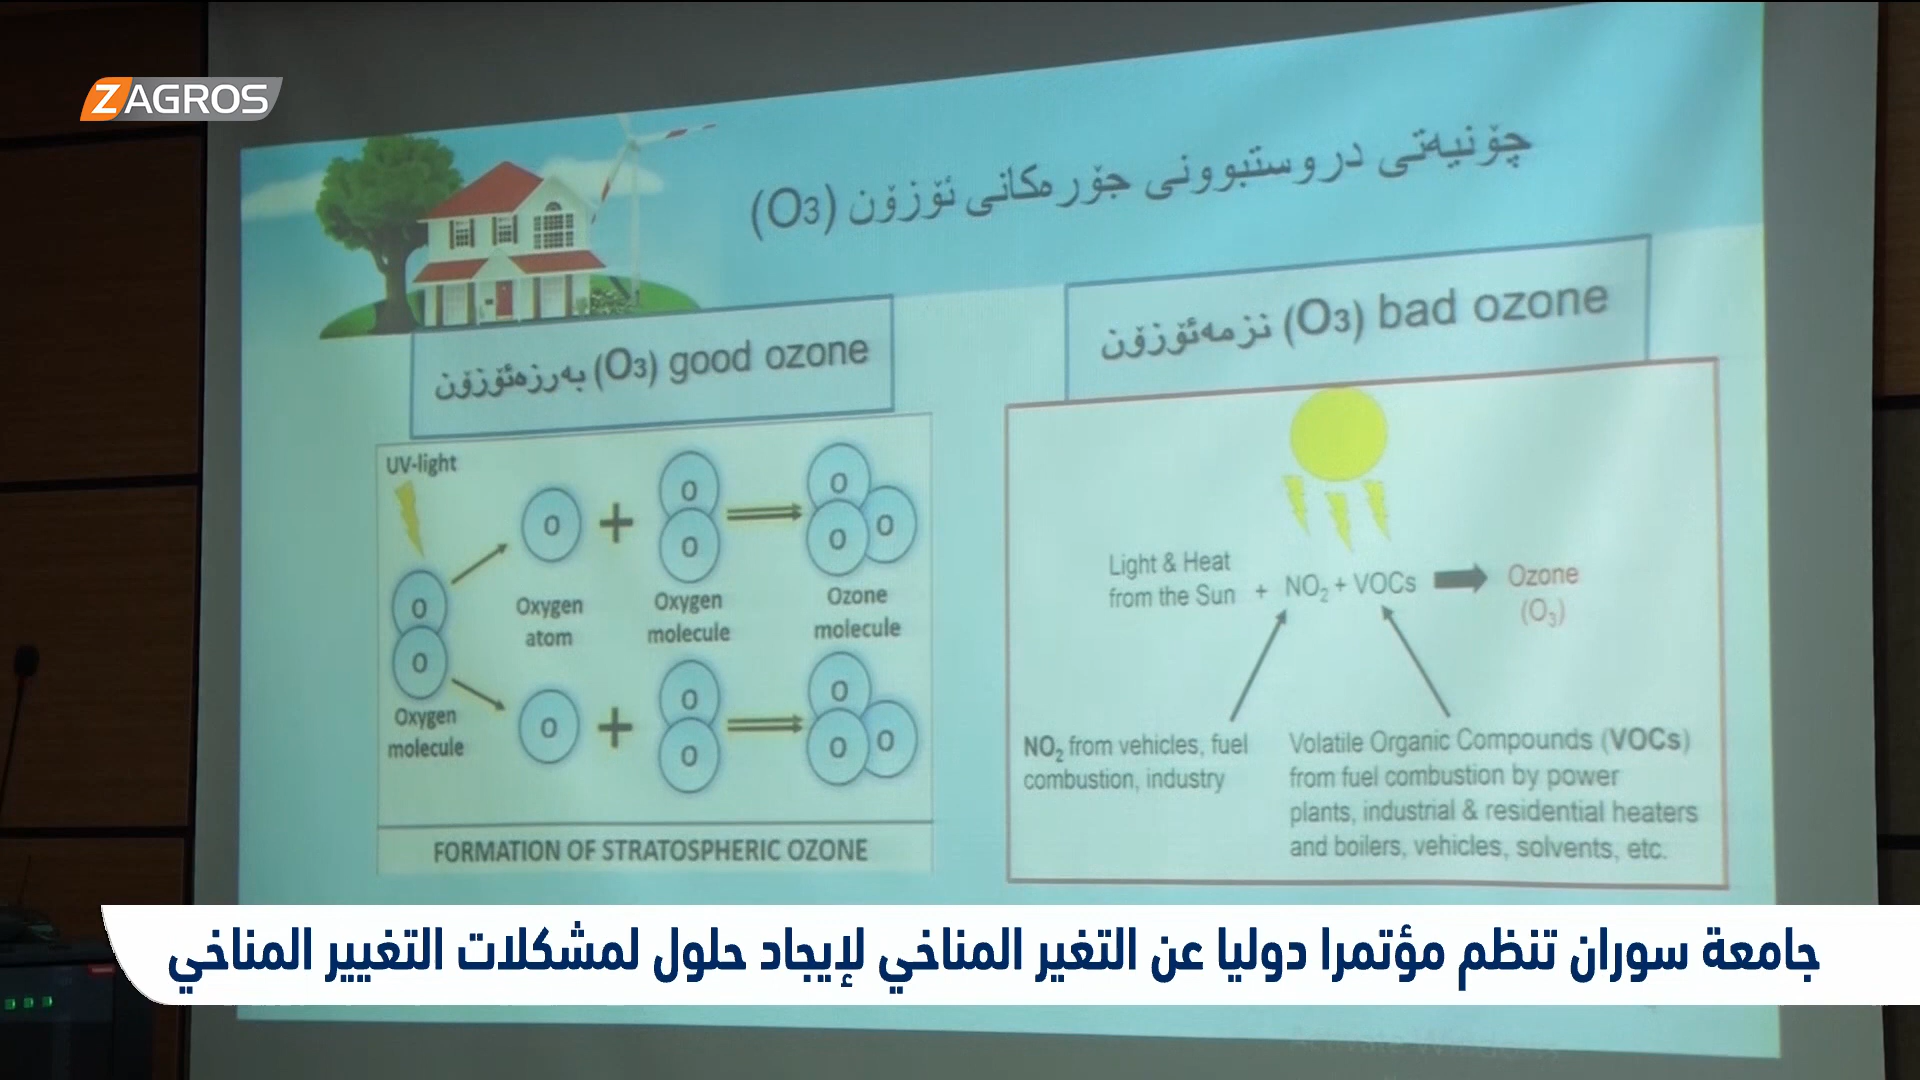 ZAGROS
چۆنیەتی دروستبوونی جۆرەکانی ئۆزۆن (O3)
بەرزەئۆزۆن (O3) good ozone
نزمەئۆزۆن (O3) bad ozone
UV-light
O
O
O
O
O
O
O
O
Oxygen atom
Oxygen molecule
Ozone molecule
O
O
O
O
O
O
Oxygen molecule
FORMATION OF STRATOSPHERIC OZONE
Light & Heat
from the Sun + NO₂ + VOCs
Ozone
(O₃)
NO₂ from vehicles, fuel
combustion, industry
Volatile Organic Compounds (VOCs)
from fuel combustion by power
plants, industrial & residential heaters
and boilers, vehicles, solvents, etc.
جامعة سوران تنظم مؤتمرا دوليا عن التغير المناخي لإيجاد حلول لمشكلات التغيير المناخي